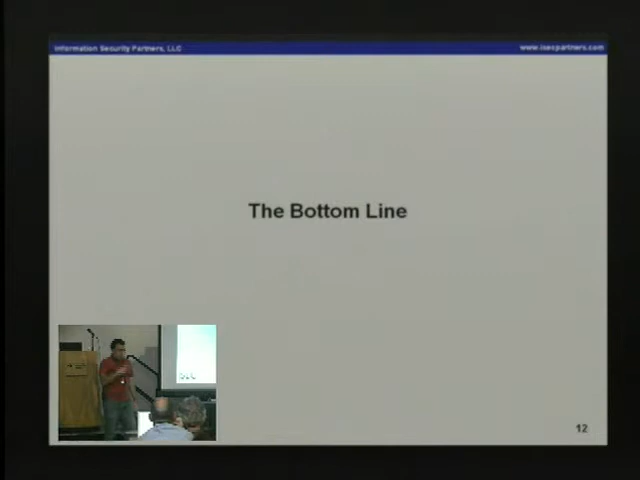 Information Security Partners, LLC
www.isecpartners.com
The Bottom Line
12